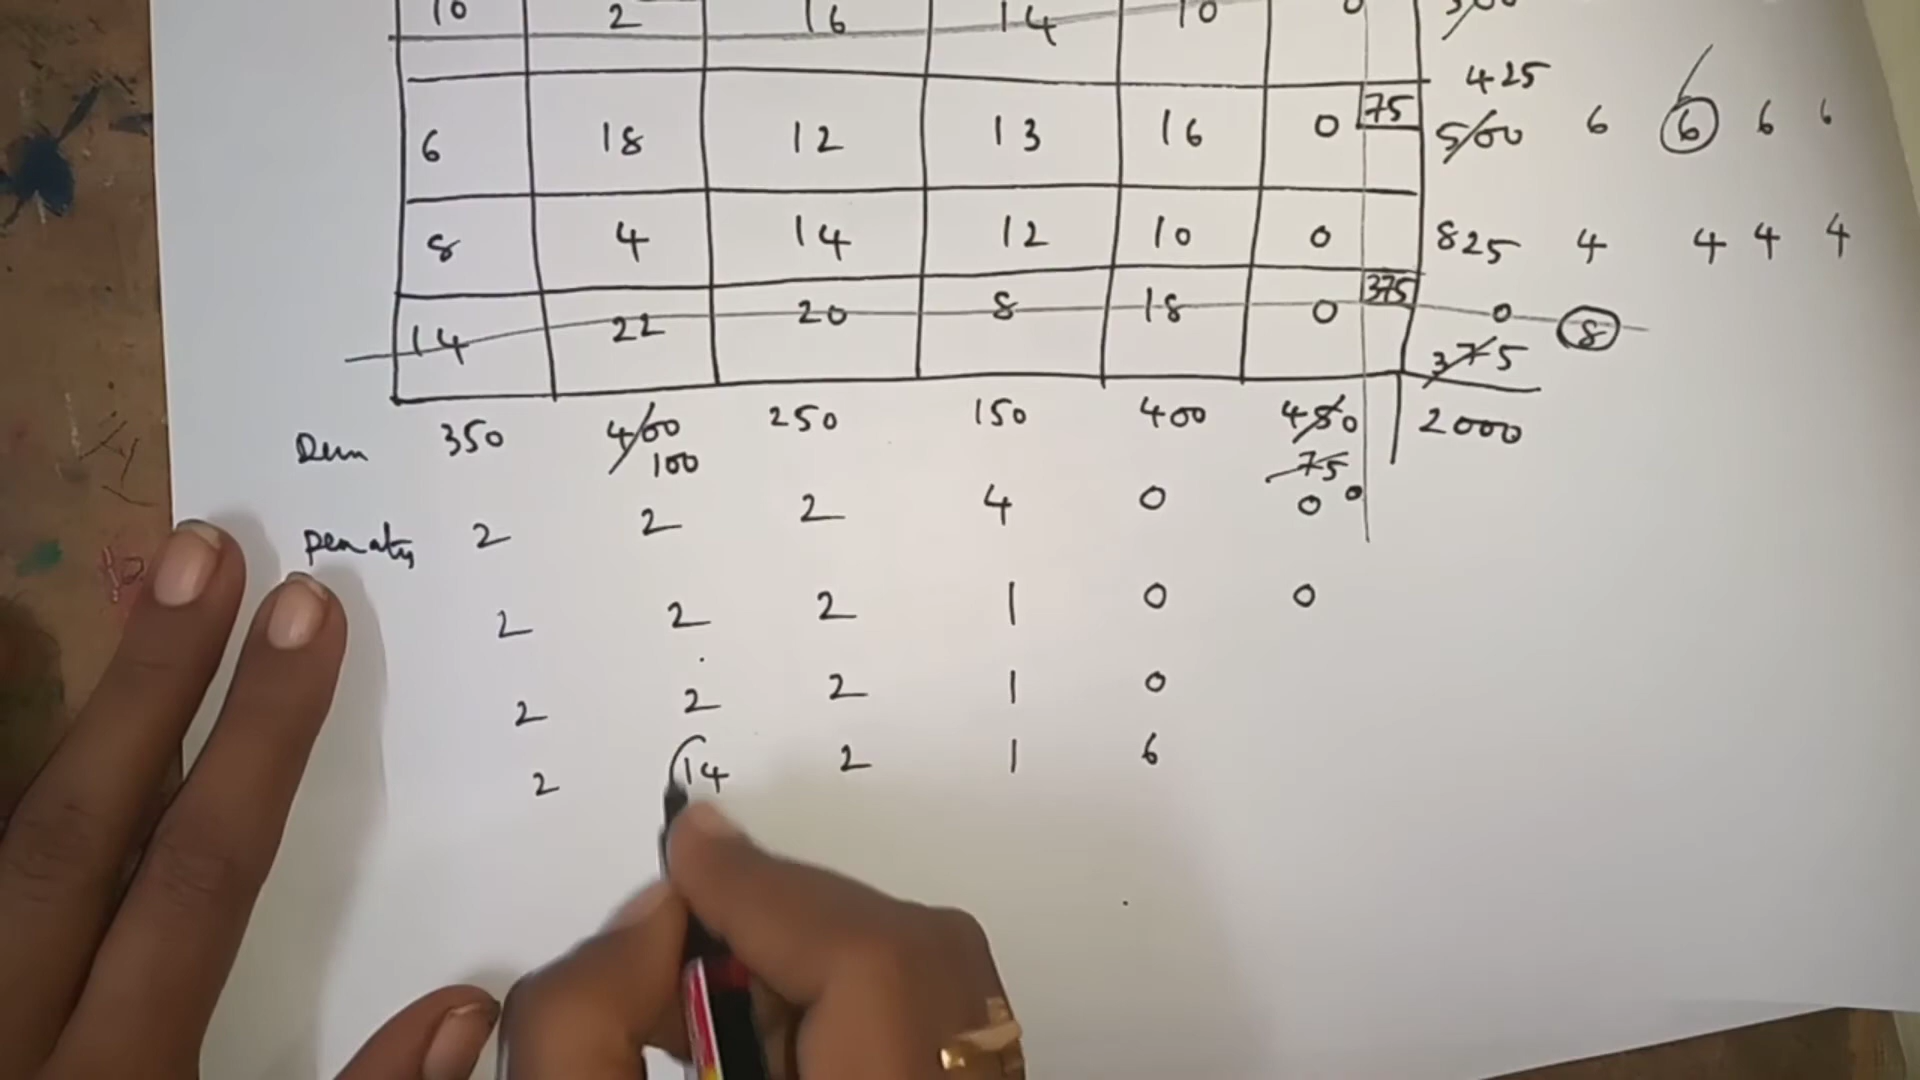 10 2 16 14 10 0
425
6 18 12 13 16 0 75 500 6 6 6 6
8 4 14 12 10 0 825 4 4 4 4
14 22 20 8 18 0 375 0 8
375
Dem 350 400 250 150 400 450 2000
100 75
penalty 2 2 2 4 0 0 0
2 2 2 1 0 0
2 2 2 1 0
2 14 2 1 6